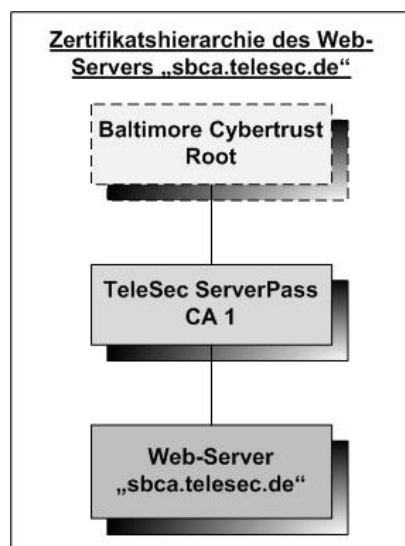 Zertifikatshierarchie des Web-
Servers „sbca.telesec.de“
Baltimore Cybertrust
Root
TeleSec ServerPass
CA 1
Web-Server
„sbca.telesec.de“